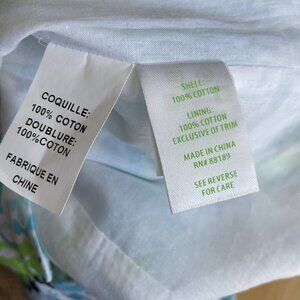 COQUILLE:
100% COTON
DOUBLURE:
100%COTON
FABRIQUE EN
CHINE
SHELL:
100% COTTON
LINING:
100% COTTON
EXCLUSIVE OF TRIM
MADE IN CHINA
RN# 88189
SEE REVERSE
FOR CARE